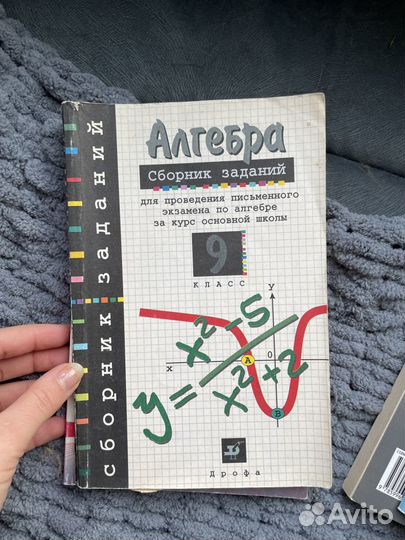 сборник заданий
Алгебра
Сборник заданий
для проведения письменного
экзамена по алгебре
за курс основной школы
9
КЛАСС
y
x
0
A
B
y = x²-5
x²+2
Дрофа
Avito